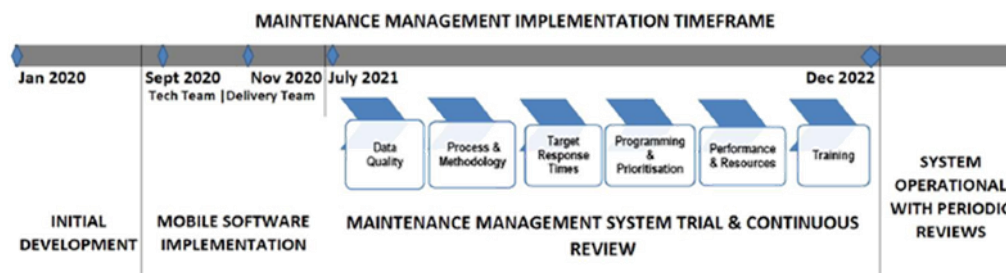 MAINTENANCE MANAGEMENT IMPLEMENTATION TIMEFRAME
Jan 2020
Sept 2020
Nov 2020
July 2021
Dec 2022
Tech Team |Delivery Team
Data
Quality
Process &
Methodology
Target
Response
Times
Programming
&
Prioritisation
Performance
& Resources
Training
INITIAL
DEVELOPMENT
MOBILE SOFTWARE
IMPLEMENTATION
MAINTENANCE MANAGEMENT SYSTEM TRIAL & CONTINUOUS
REVIEW
SYSTEM
OPERATIONAL
WITH PERIODIC
REVIEWS